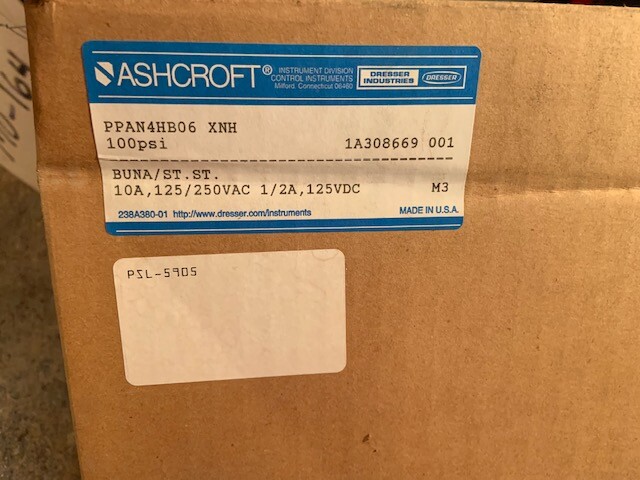 ASHCROFT®
INSTRUMENT DIVISION
CONTROL INSTRUMENTS
Milford, Connecticut 06460
DRESSER
INDUSTRIES
DRESSER
PPAN4HB06 XNH
100psi 1A308669 001
BUNA/ST.ST.
10A,125/250VAC 1/2A,125VDC M3
238A380-01 http://www.dresser.com/instruments MADE IN U.S.A.
PSL-5905